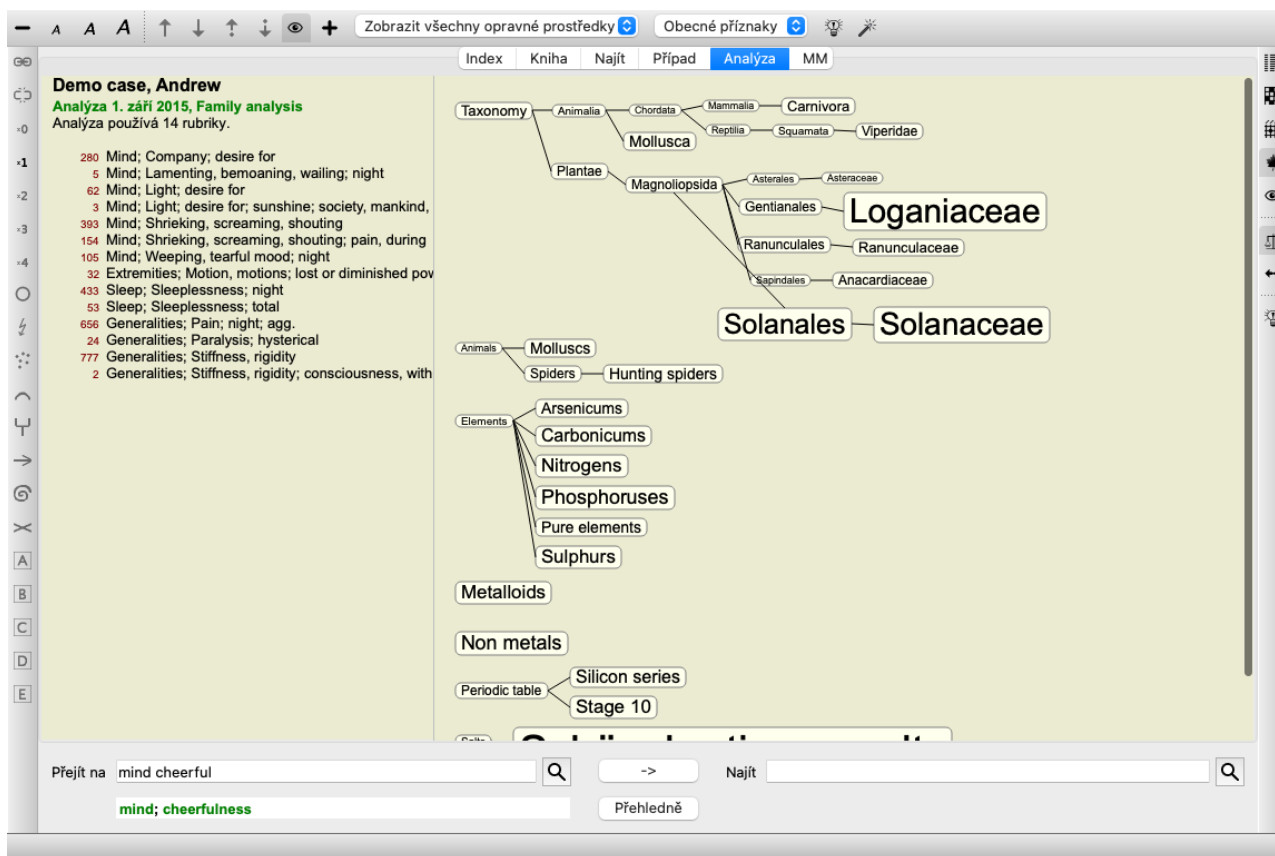 A A A Zobrazit všechny opravné prostředky Obecné příznaky
Index Kniha Najít Případ Analýza MM
Demo case, Andrew
Analýza 1. září 2015, Family analysis
Analýza používá 14 rubriky.
280 Mind; Company; desire for
5 Mind; Lamenting, bemoaning, wailing; night
62 Mind; Light; desire for
3 Mind; Light; desire for; sunshine; society, mankind,
393 Mind; Shrieking, screaming, shouting
154 Mind; Shrieking, screaming, shouting; pain, during
105 Mind; Weeping, tearful mood; night
32 Extremities; Motion, motions; lost or diminished pow
433 Sleep; Sleeplessness; night
53 Sleep; Sleeplessness; total
656 Generalities; Pain; night; agg.
24 Generalities; Paralysis; hysterical
777 Generalities; Stiffness, rigidity
2 Generalities; Stiffness, rigidity; consciousness, with
×0
×1
×2
×3
×4
A
B
C
D
E
Taxonomy Animalia Chordata Mammalia Carnivora
Reptilia Squamata Viperidae
Mollusca
Plantae Magnoliopsida Asterales Asteraceae
Gentianales Loganiaceae
Ranunculales Ranunculaceae
Sapindales Anacardiaceae
Solanales Solanaceae
Animals Molluscs
Spiders Hunting spiders
Elements Arsenicums
Carbonicums
Nitrogens
Phosphoruses
Pure elements
Sulphurs
Metalloids
Non metals
Periodic table Silicon series
Stage 10
Přejít na mind cheerful -> Najít
mind; cheerfulness Přehledně